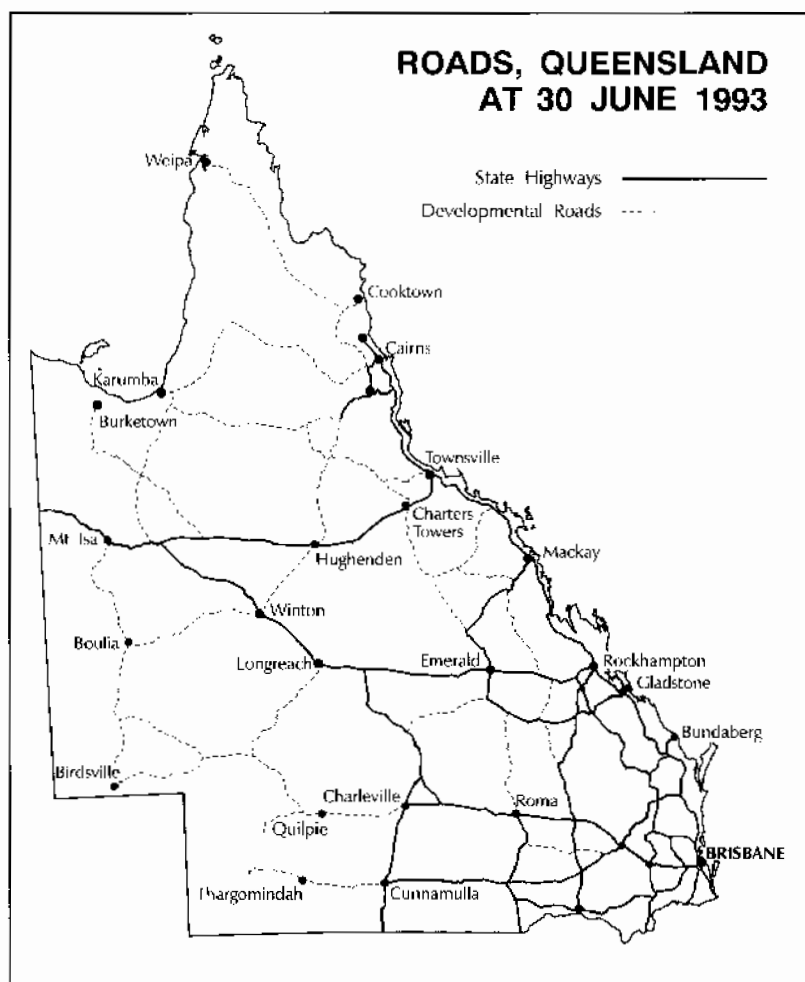 ROADS, QUEENSLAND
AT 30 JUNE 1993
State Highways
Developmental Roads
Weipa
Cooktown
Cairns
Karumba
Burketown
Townsville
Charters
Towers
Mt Isa
Hughenden
Mackay
Winton
Boulia
Longreach
Emerald
Rockhampton
Gladstone
Bundaberg
Birdsville
Charleville
Roma
Quilpie
BRISBANE
Thargomindah
Cunnamulla